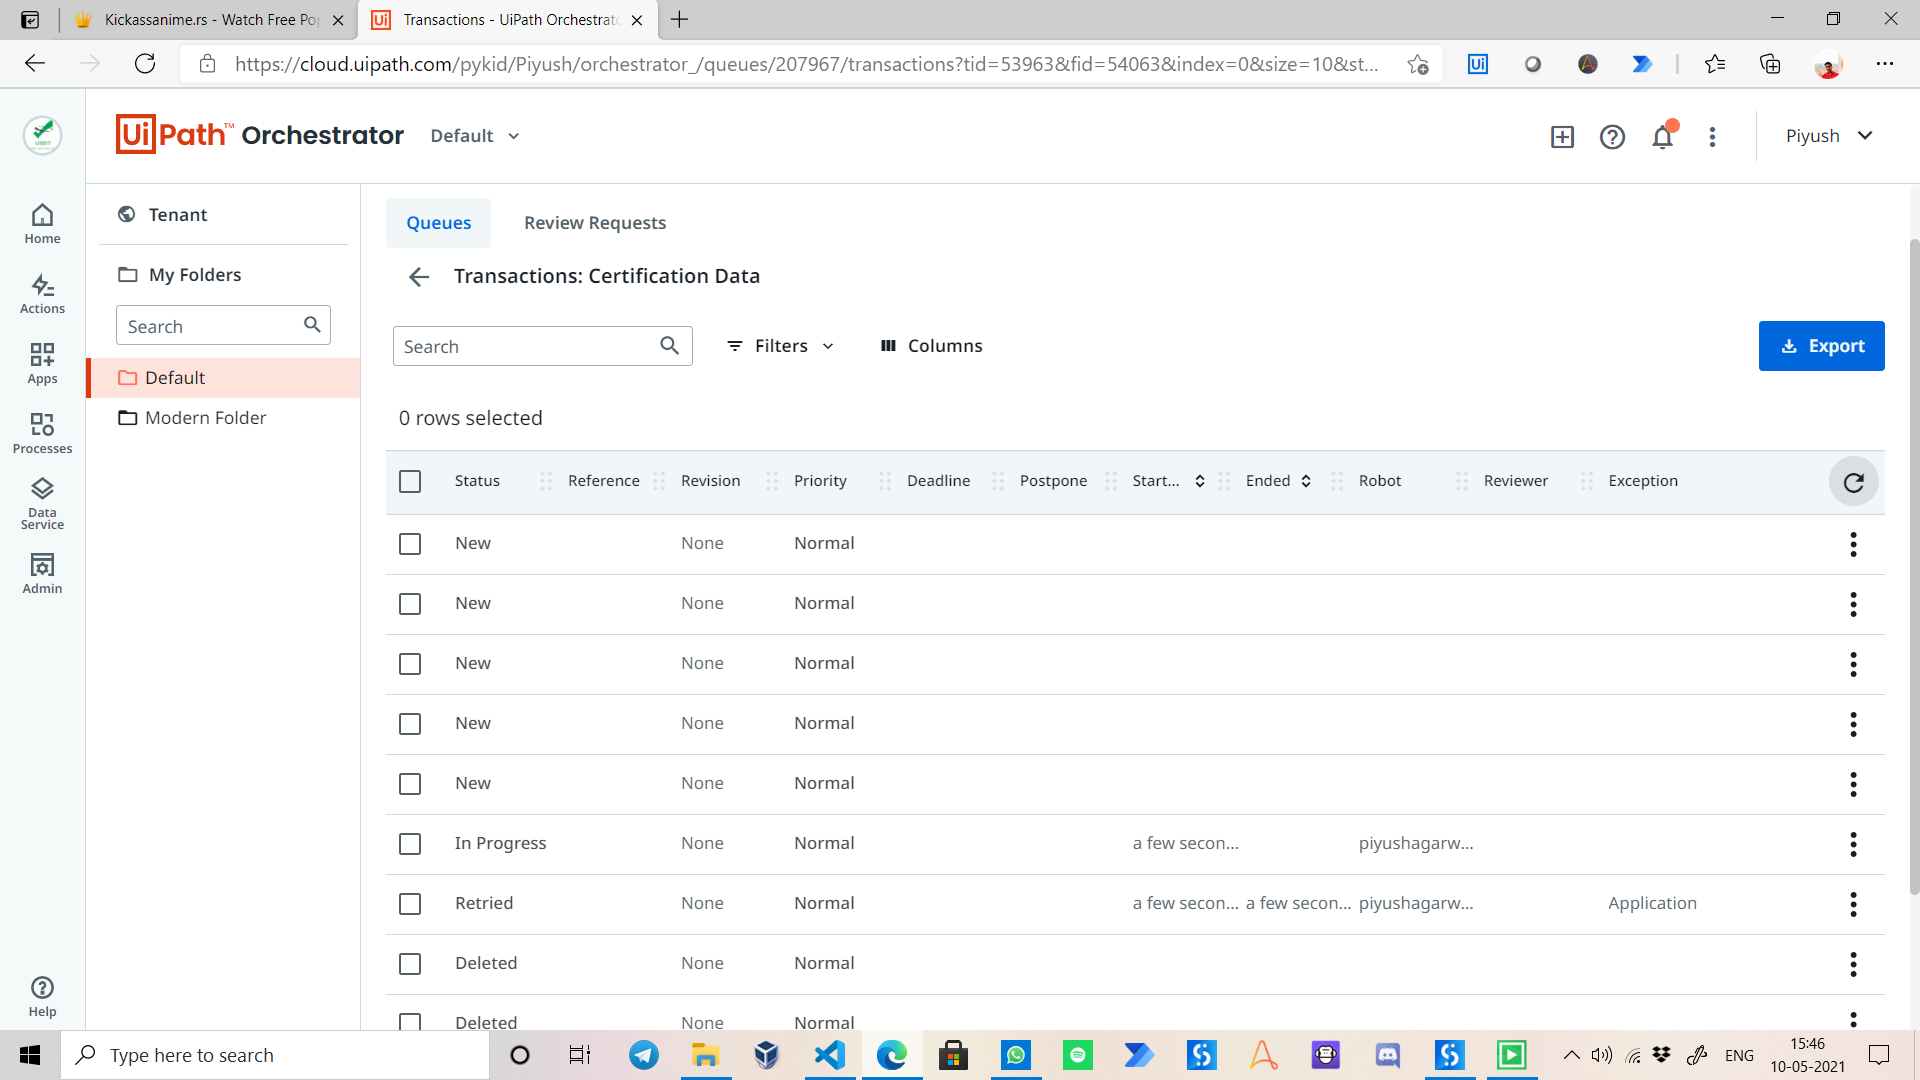 Kickassanime.rs - Watch Free Po
Transactions - UiPath Orchestrat
https://cloud.uipath.com/pykid/Piyush/orchestrator_/queues/207967/transactions?tid=53963&fid=54063&index=0&size=10&st...
UiPath™ Orchestrator
Default
Piyush
Home
Actions
Apps
Processes
Data Service
Admin
Help
Tenant
My Folders
Search
Default
Modern Folder
Queues Review Requests
Transactions: Certification Data
Search Filters Columns Export
0 rows selected
Status Reference Revision Priority Deadline Postpone Start... Ended Robot Reviewer Exception
New None Normal
New None Normal
New None Normal
New None Normal
New None Normal
In Progress None Normal a few secon... piyushagarw...
Retried None Normal a few secon... a few secon... piyushagarw... Application
Deleted None Normal
Deleted None Normal
Type here to search
ENG
15:46
10-05-2021